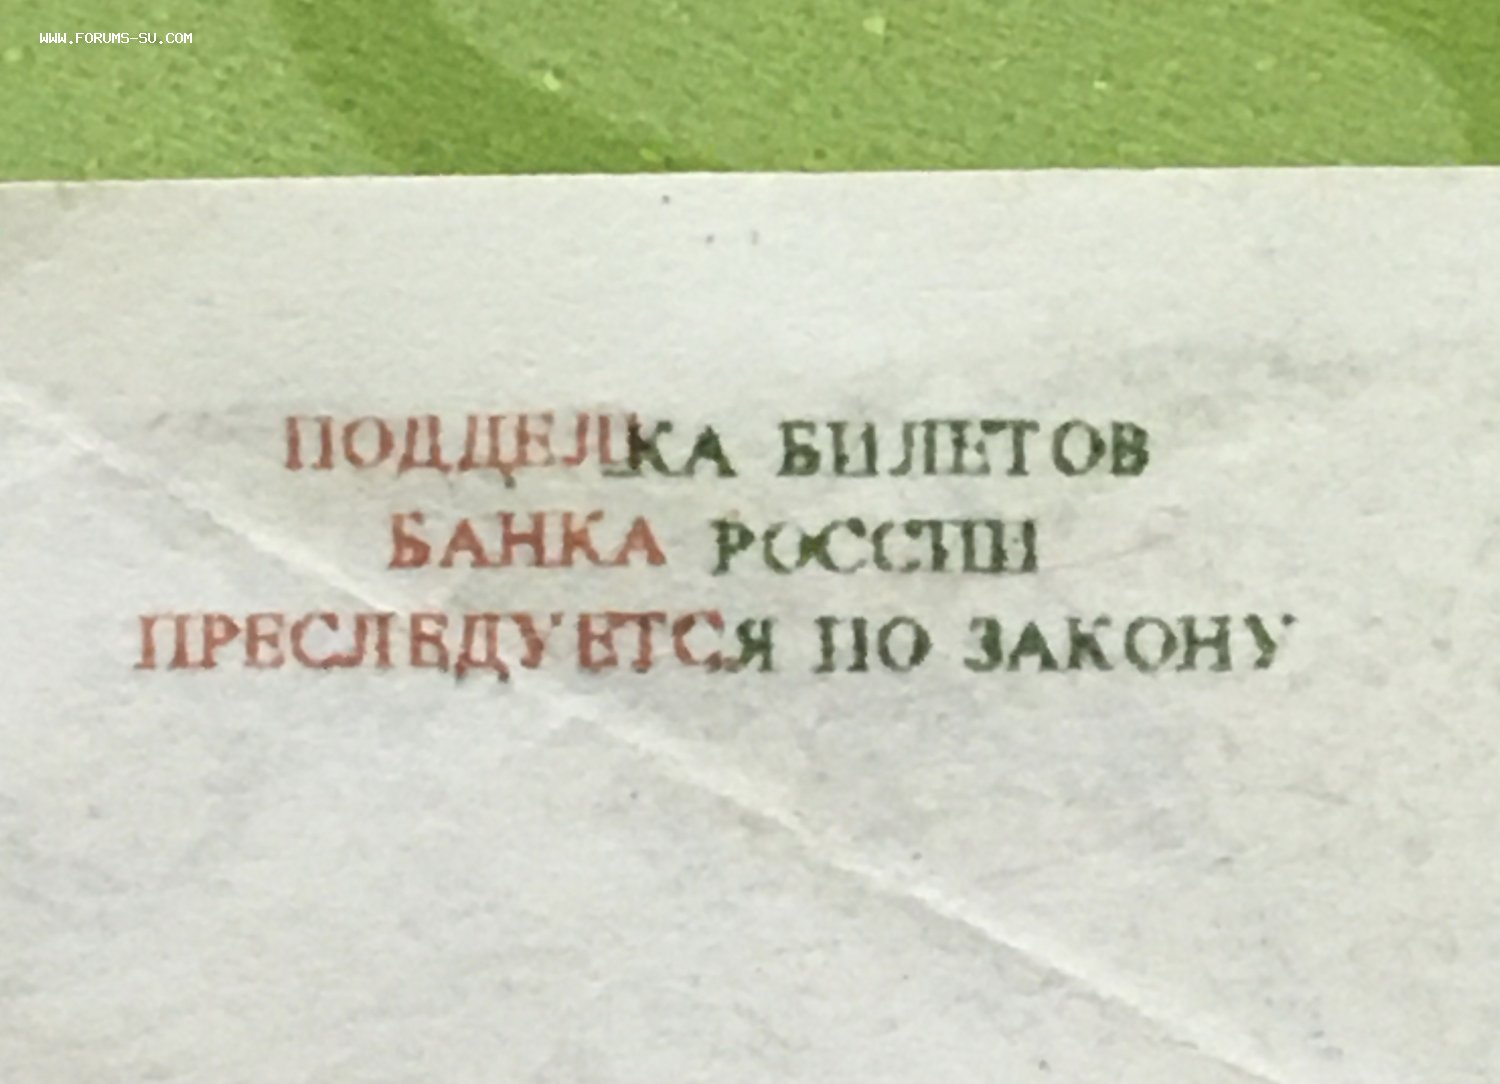 WWW.FORUMS-SU.COM
ПОДДЕЛКА БИЛЕТОВ
БАНКА РОССИИ
ПРЕСЛЕДУЕТСЯ ПО ЗАКОНУ